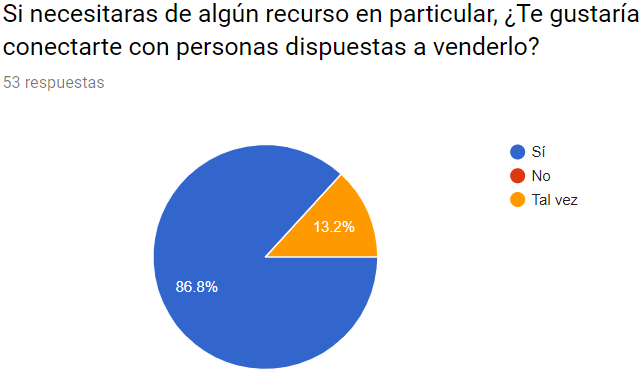 Si necesitaras de algún recurso en particular, ¿Te gustaría
conectarte con personas dispuestas a venderlo?
53 respuestas
Sí
No
Tal vez
13.2%
86.8%